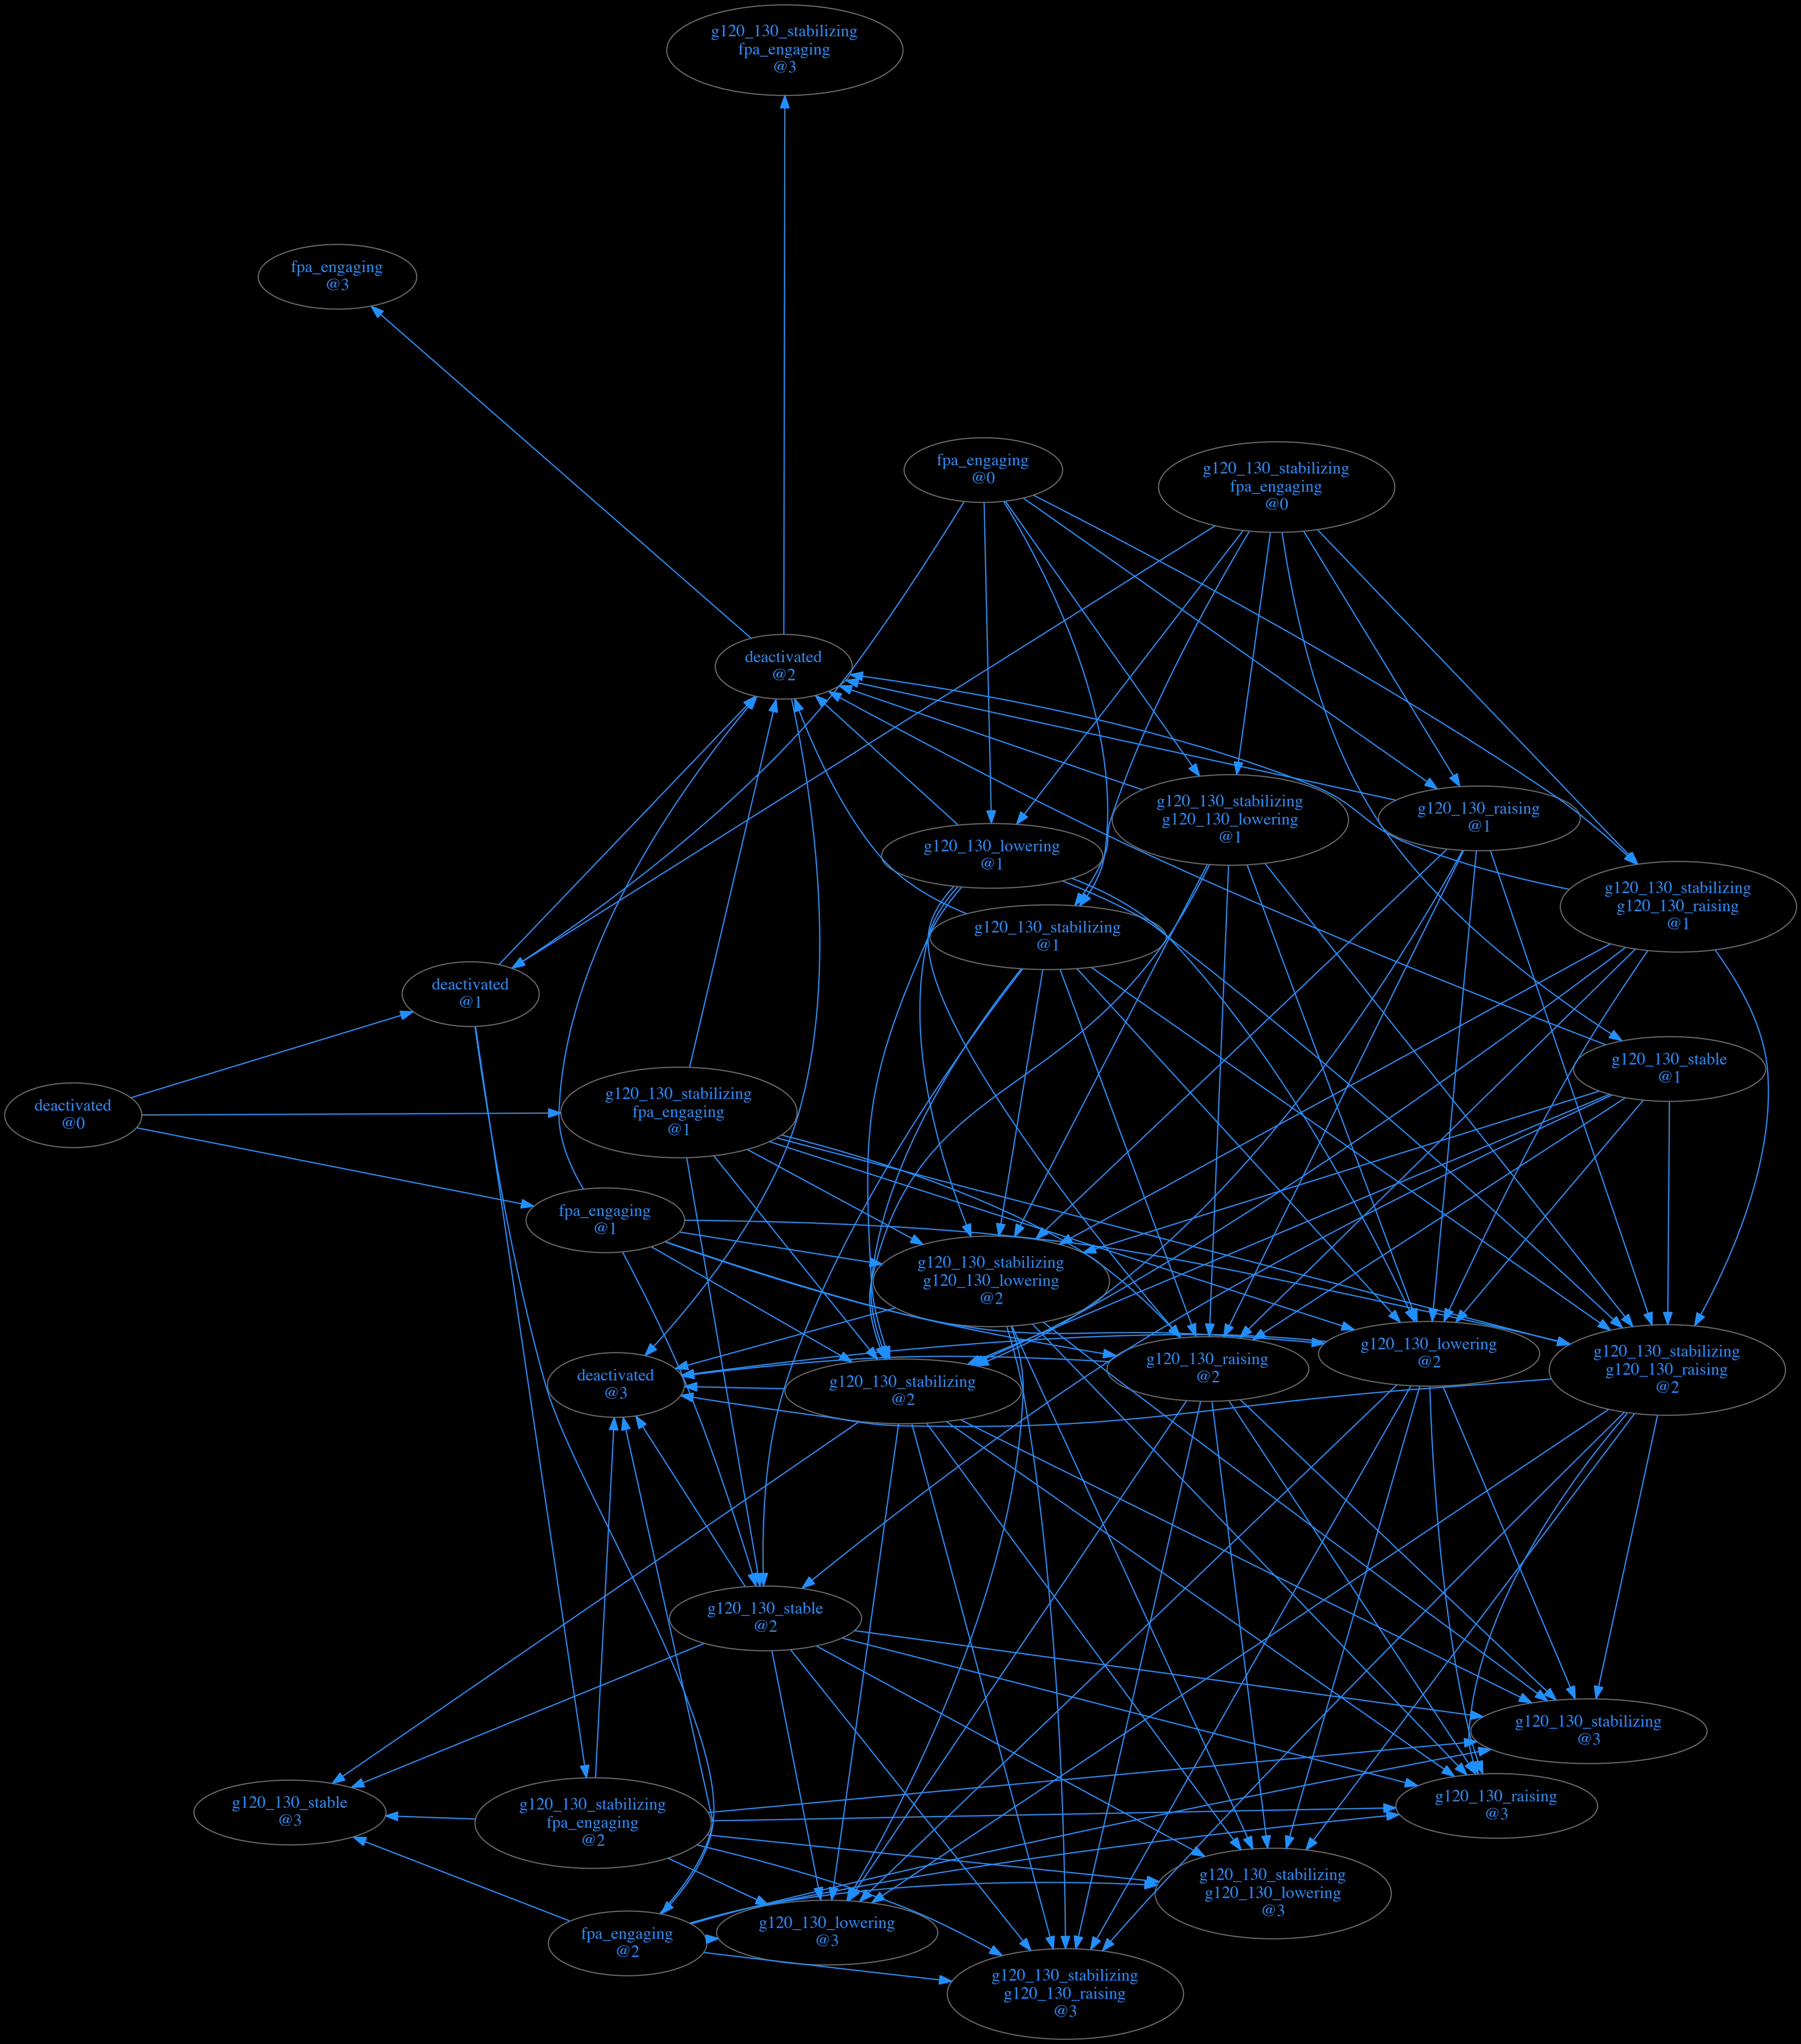 g120_130_stabilizing
fpa_engaging
@3
fpa_engaging
@3
fpa_engaging
@0
g120_130_stabilizing
fpa_engaging
@0
deactivated
@2
g120_130_stabilizing
g120_130_lowering
@1
g120_130_raising
@1
g120_130_lowering
@1
g120_130_stabilizing
g120_130_raising
@1
g120_130_stabilizing
@1
deactivated
@1
g120_130_stable
@1
deactivated
@0
g120_130_stabilizing
fpa_engaging
@1
fpa_engaging
@1
g120_130_stabilizing
g120_130_lowering
@2
deactivated
@3
g120_130_stabilizing
@2
g120_130_raising
@2
g120_130_lowering
@2
g120_130_stabilizing
g120_130_raising
@2
g120_130_stable
@2
g120_130_stabilizing
@3
g120_130_stable
@3
g120_130_stabilizing
fpa_engaging
@2
g120_130_raising
@3
g120_130_stabilizing
g120_130_lowering
@3
fpa_engaging
@2
g120_130_lowering
@3
g120_130_stabilizing
g120_130_raising
@3